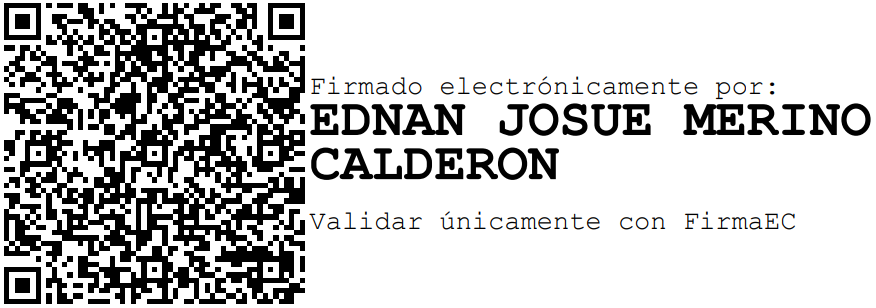 Firmado electrónicamente por:
EDNAN JOSUE MERINO
CALDERON
Validar únicamente con FirmaEC